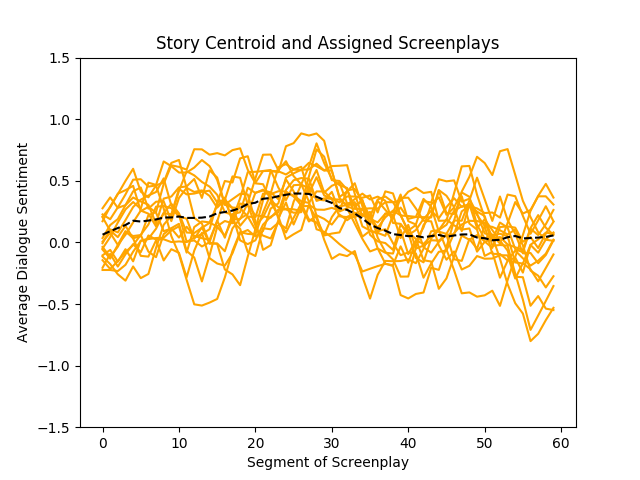 Story Centroid and Assigned Screenplays
1.5
1.0
0.5
0.0
−0.5
−1.0
−1.5
Average Dialogue Sentiment
0 10 20 30 40 50 60
Segment of Screenplay